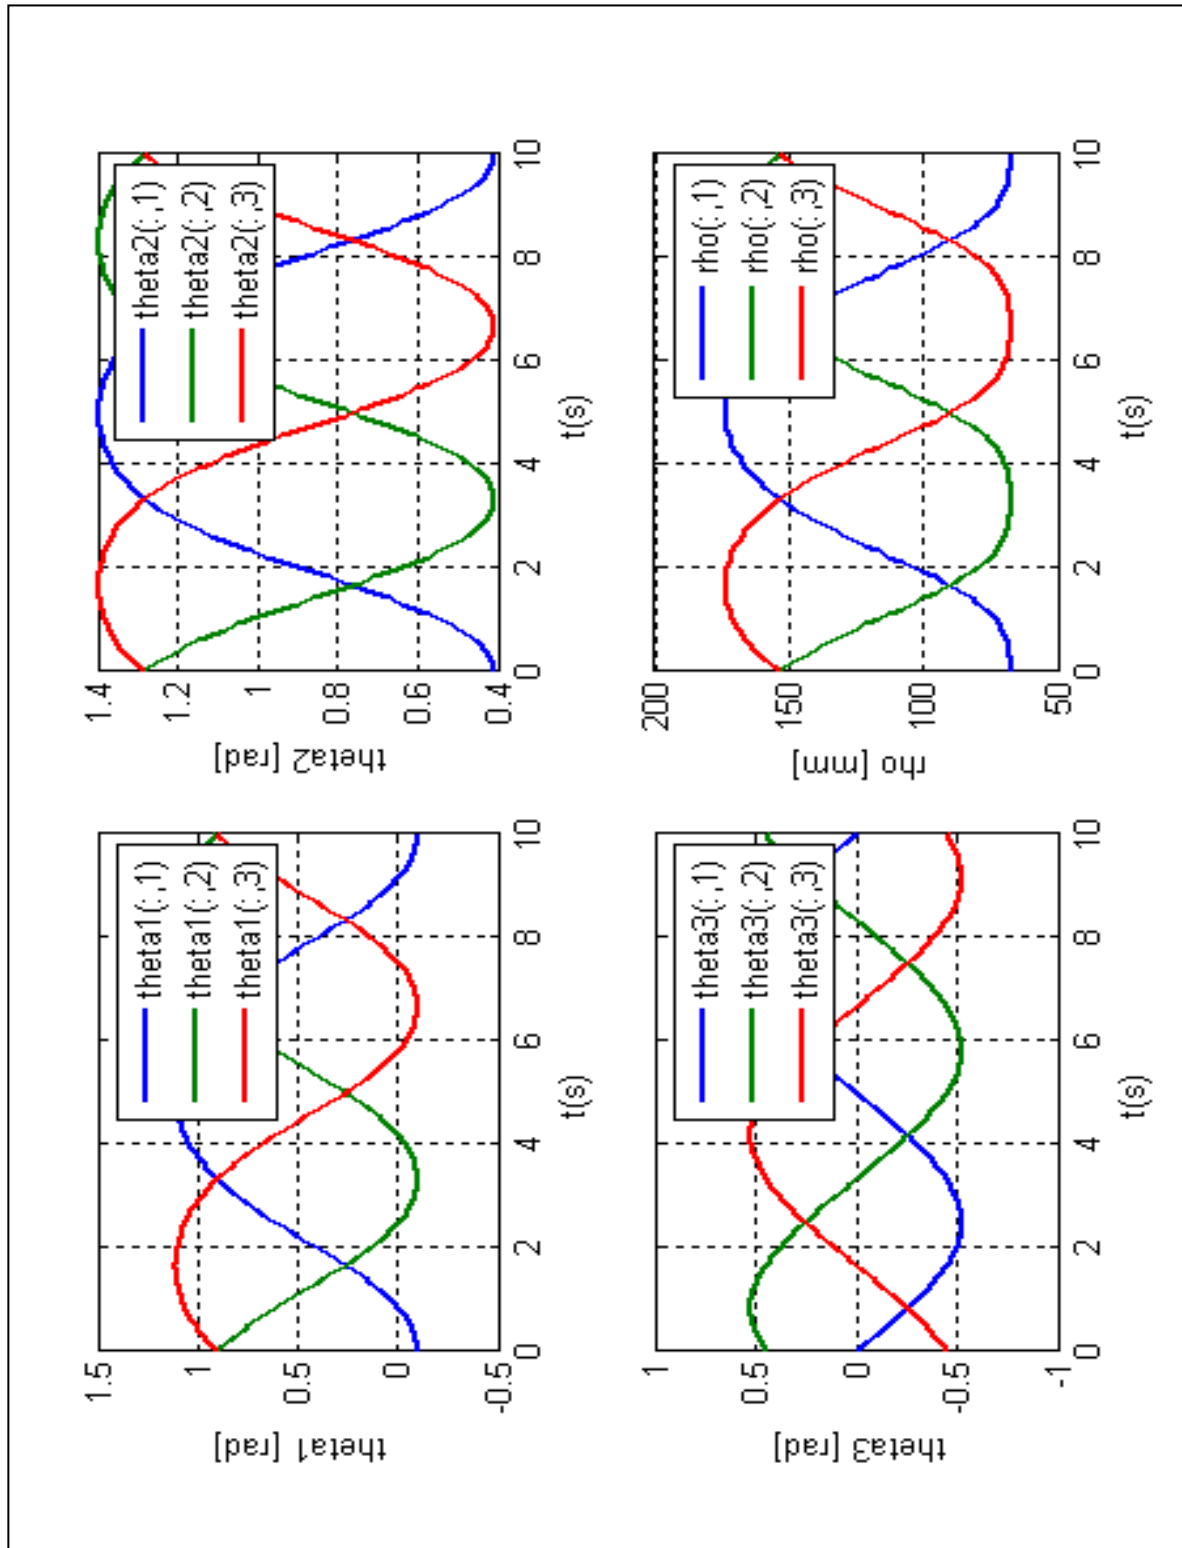 theta1 [rad]
1.5
1
0.5
0
-0.5
0 2 4 6 8 10
t(s)
theta1(:,1)
theta1(:,2)
theta1(:,3)
theta2 [rad]
1.4
1.2
1
0.8
0.6
0.4
0 2 4 6 8 10
t(s)
theta2(:,1)
theta2(:,2)
theta2(:,3)
theta3 [rad]
1
0.5
0
-0.5
-1
0 2 4 6 8 10
t(s)
theta3(:,1)
theta3(:,2)
theta3(:,3)
rho [mm]
200
150
100
50
0 2 4 6 8 10
t(s)
rho(:,1)
rho(:,2)
rho(:,3)